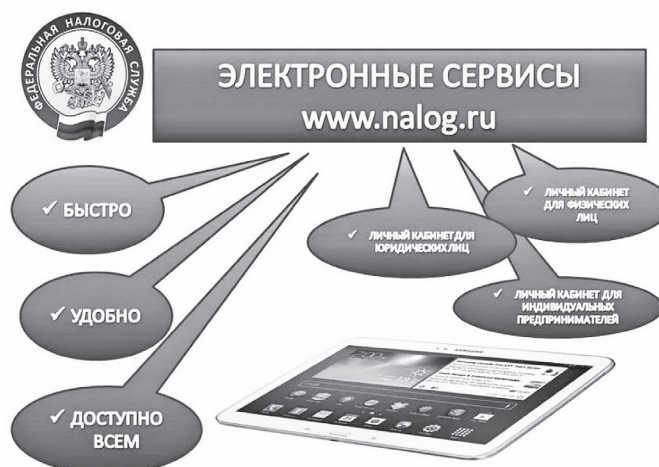 ФЕДЕРАЛЬНАЯ НАЛОГОВАЯ СЛУЖБА
ЭЛЕКТРОННЫЕ СЕРВИСЫ
www.nalog.ru
✓ БЫСТРО
✓ УДОБНО
✓ ДОСТУПНО
ВСЕМ
✓ ЛИЧНЫЙ КАБИНЕТ ДЛЯ
ЮРИДИЧЕСКИХ ЛИЦ
✓ ЛИЧНЫЙ КАБИНЕТ
ДЛЯ ФИЗИЧЕСКИХ
ЛИЦ
✓ ЛИЧНЫЙ КАБИНЕТ ДЛЯ
ИНДИВИДУАЛЬНЫХ
ПРЕДПРИНИМАТЕЛЕЙ
SAMSUNG